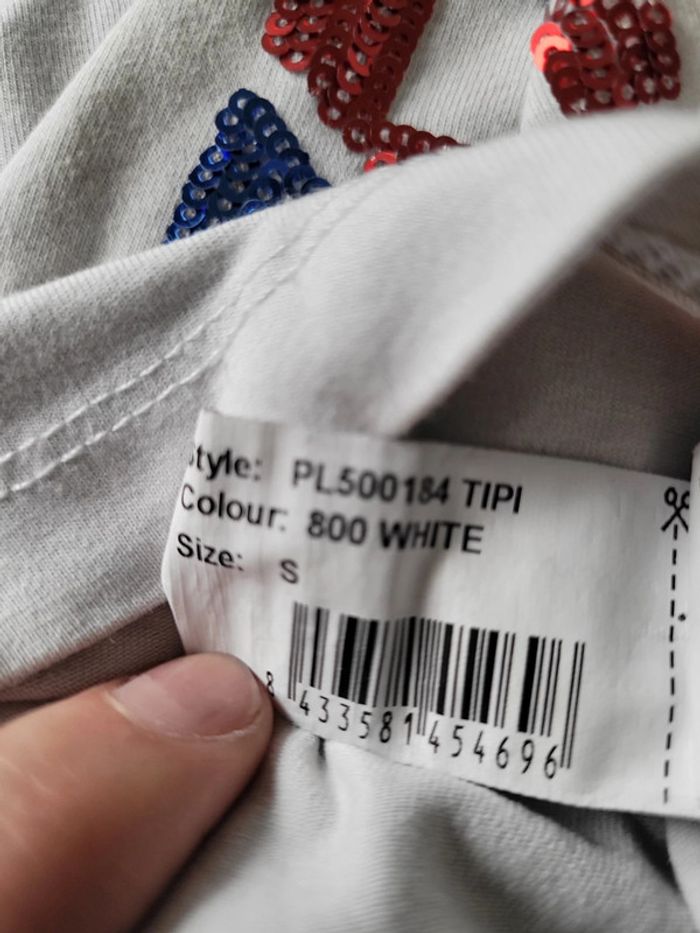 Style: PL500184 TIPI
Colour: 800 WHITE
Size: S
8 433581 454696